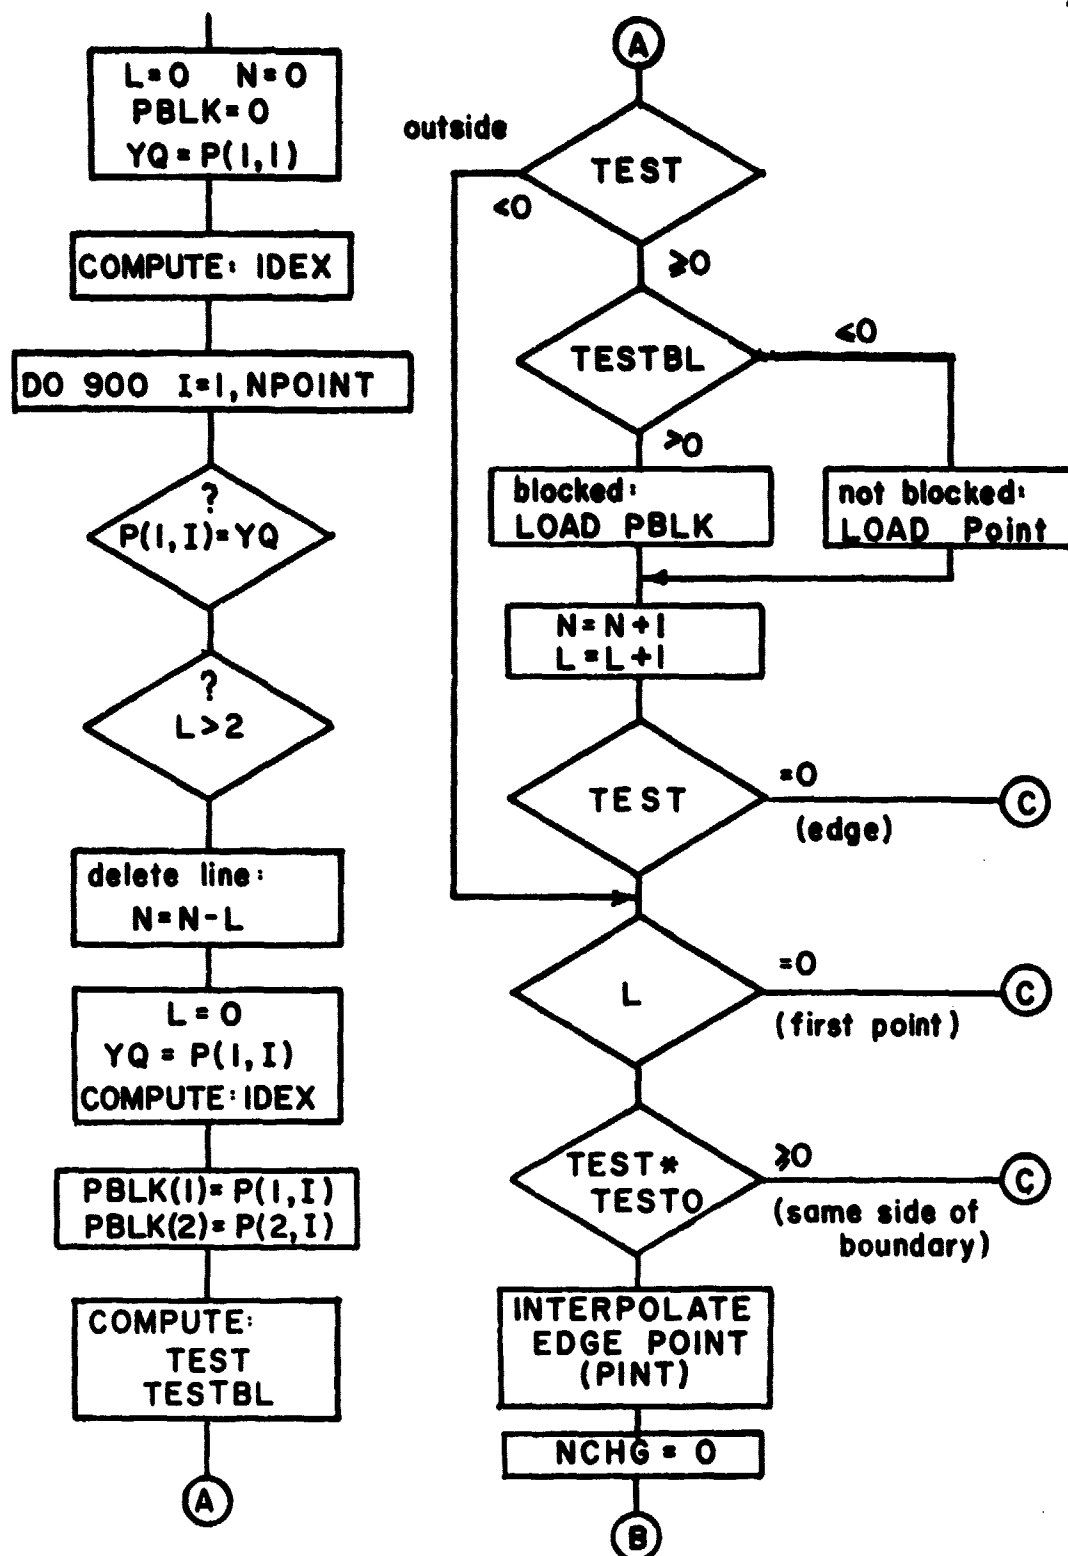 L=0 N=0
PBLK=0
YQ=P(1,1)
COMPUTE: IDEX
DO 900 I=1,NPOINT
?
P(1,I)=YQ
?
L>2
delete line:
N=N-L
L=0
YQ=P(1,I)
COMPUTE:IDEX
PBLK(1)=P(1,I)
PBLK(2)=P(2,I)
COMPUTE:
TEST
TESTBL
A
A
outside
TEST
<0
≥0
TESTBL
≤0
>0
blocked:
LOAD PBLK
not blocked:
LOAD Point
N=N+1
L=L+1
TEST
=0
(edge)
C
L
=0
(first point)
C
TEST*
TESTO
≥0
(same side of
boundary)
C
INTERPOLATE
EDGE POINT
(PINT)
NCHG=0
B